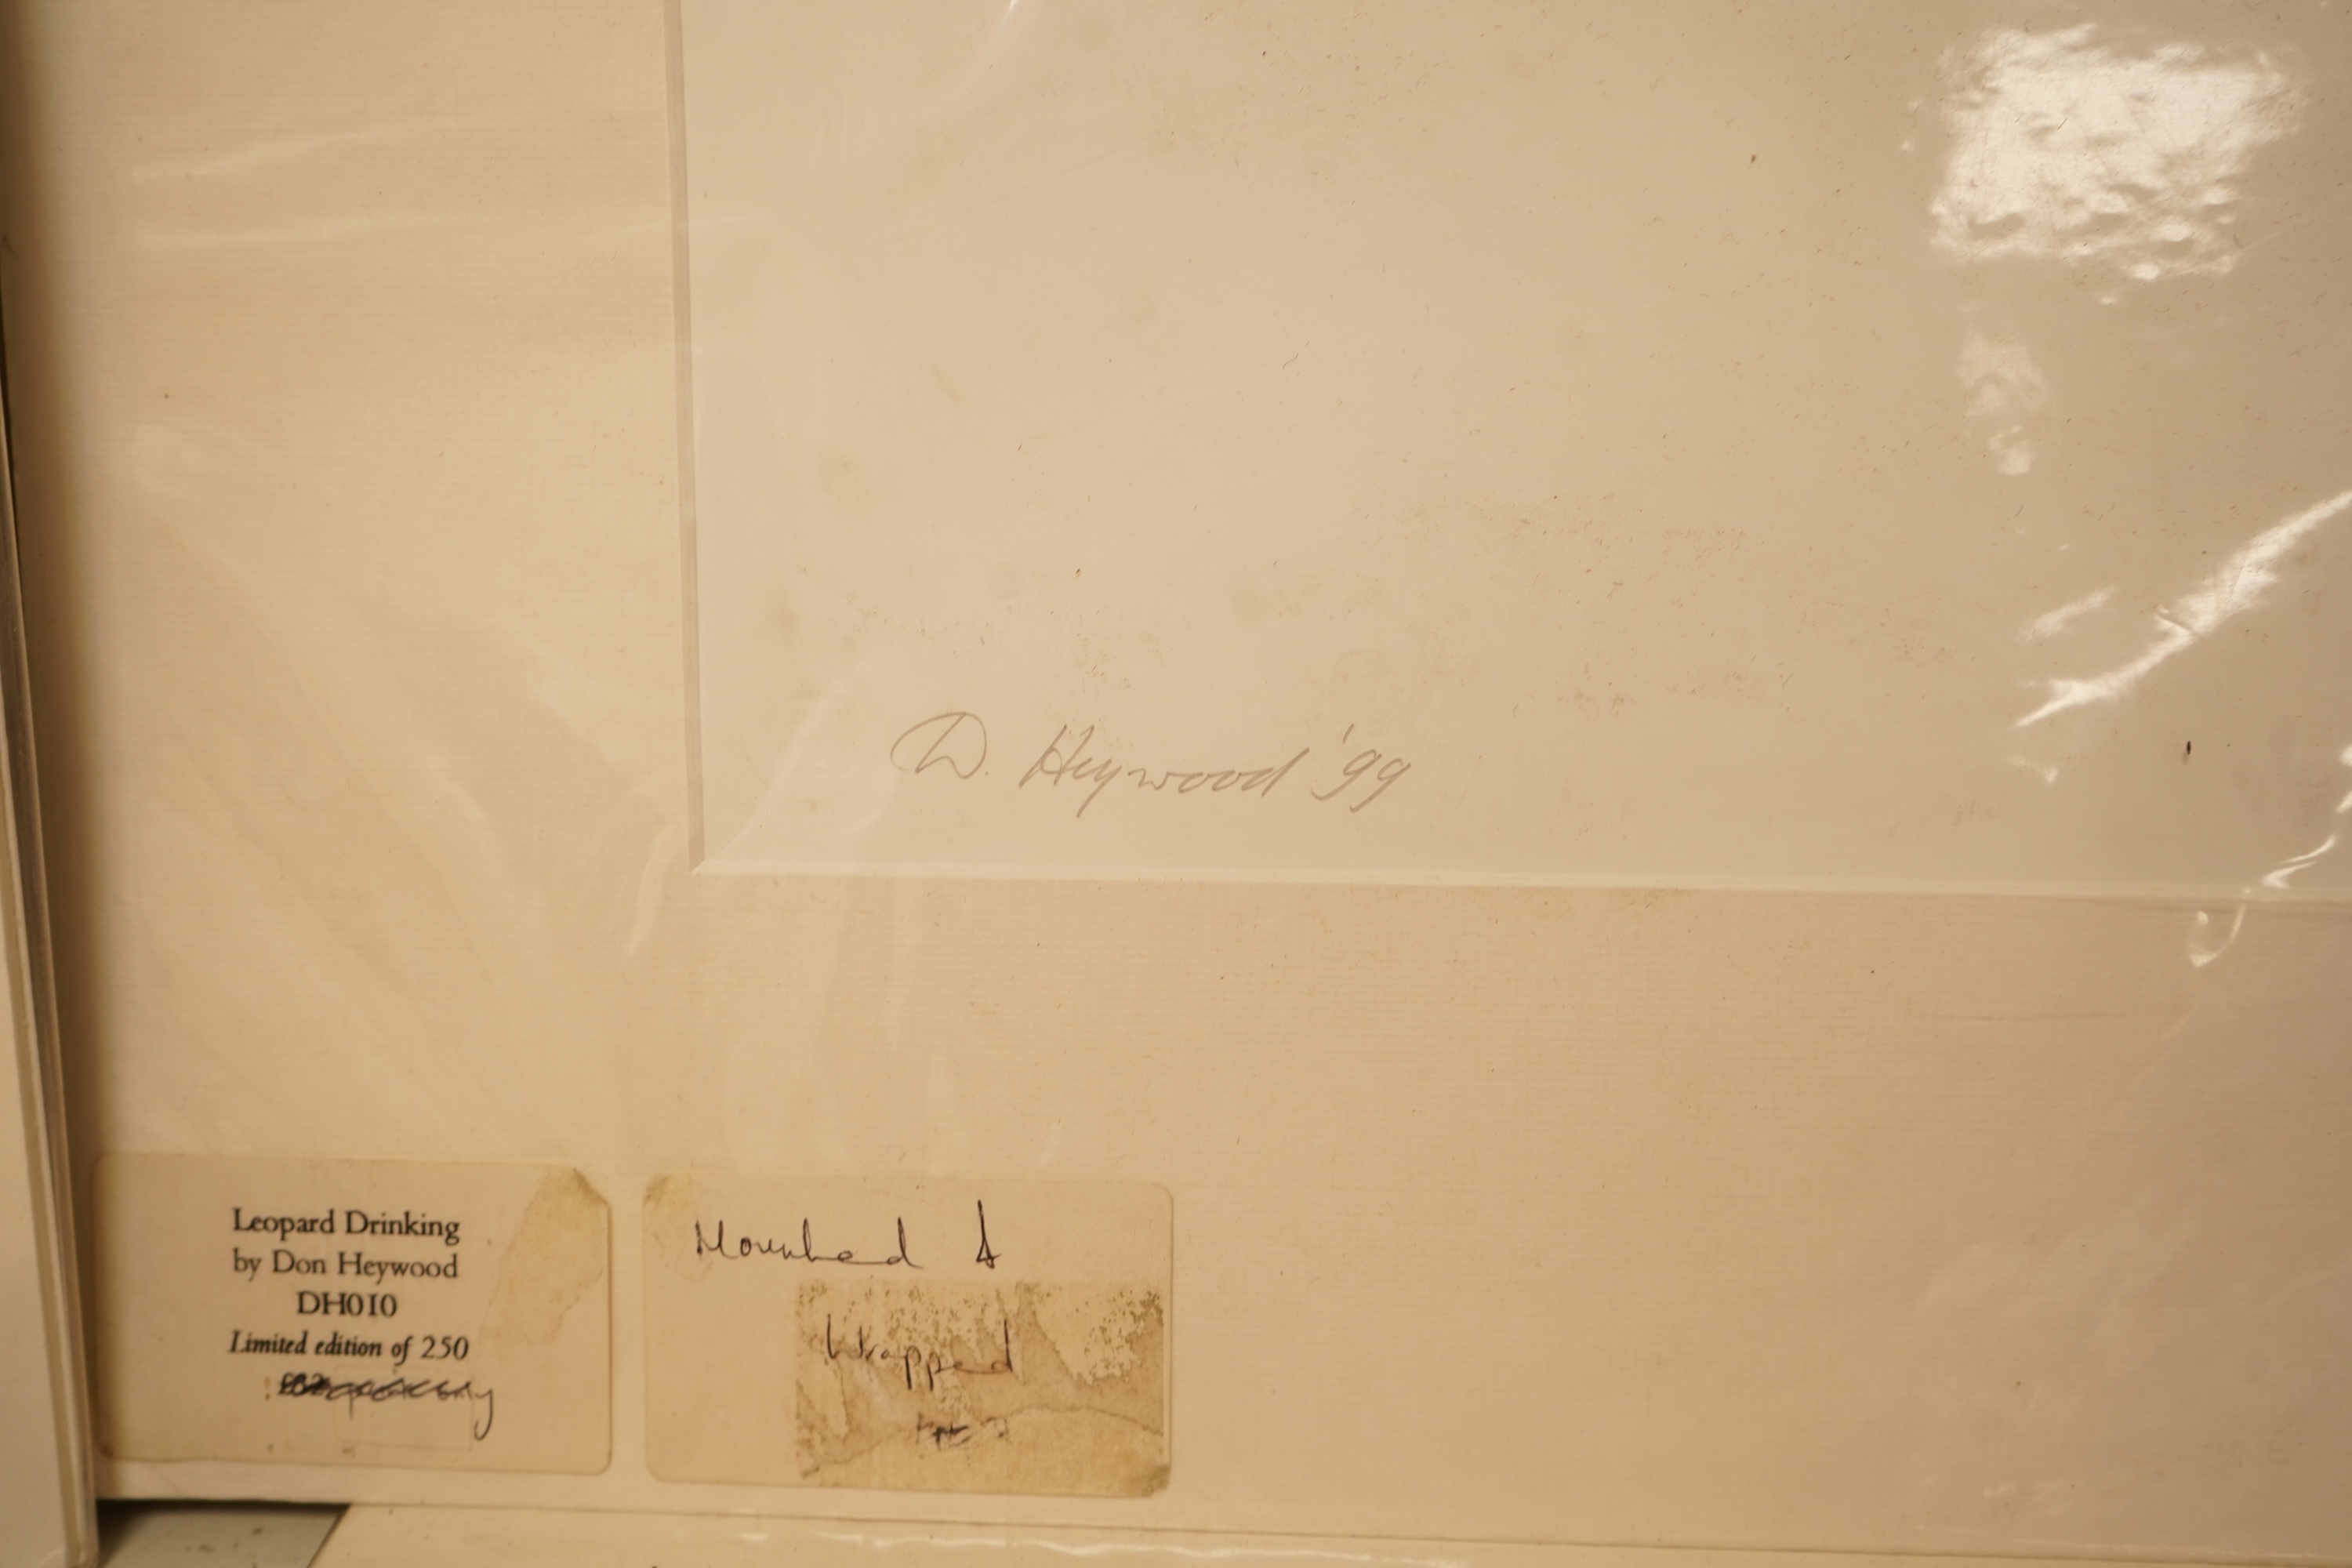 D. Heywood '99
Leopard Drinking
by Don Heywood
DH010
Limited edition of 250
Mounted &
Wrapped